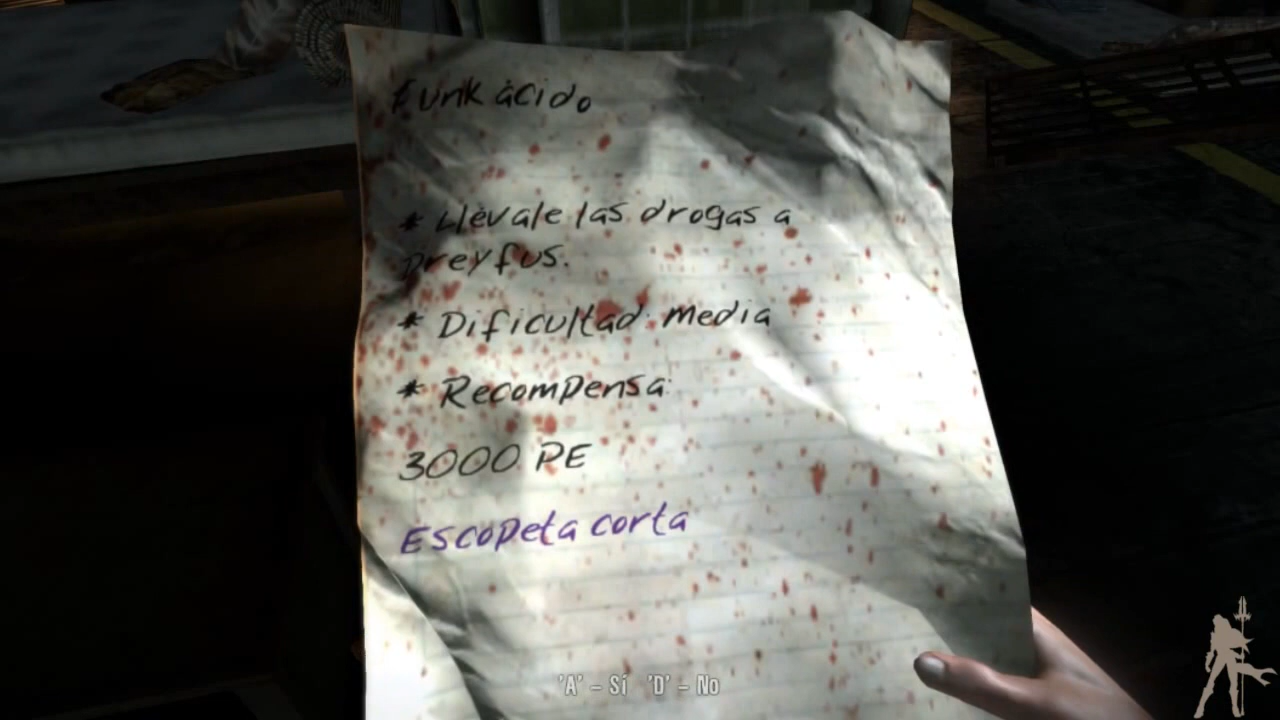 Funk ácido
* Llévale las drogas a
Dreyfus.
* Dificultad: media
* Recompensa:
3000 PE
Escopeta corta
'A' – Sí 'D' – No